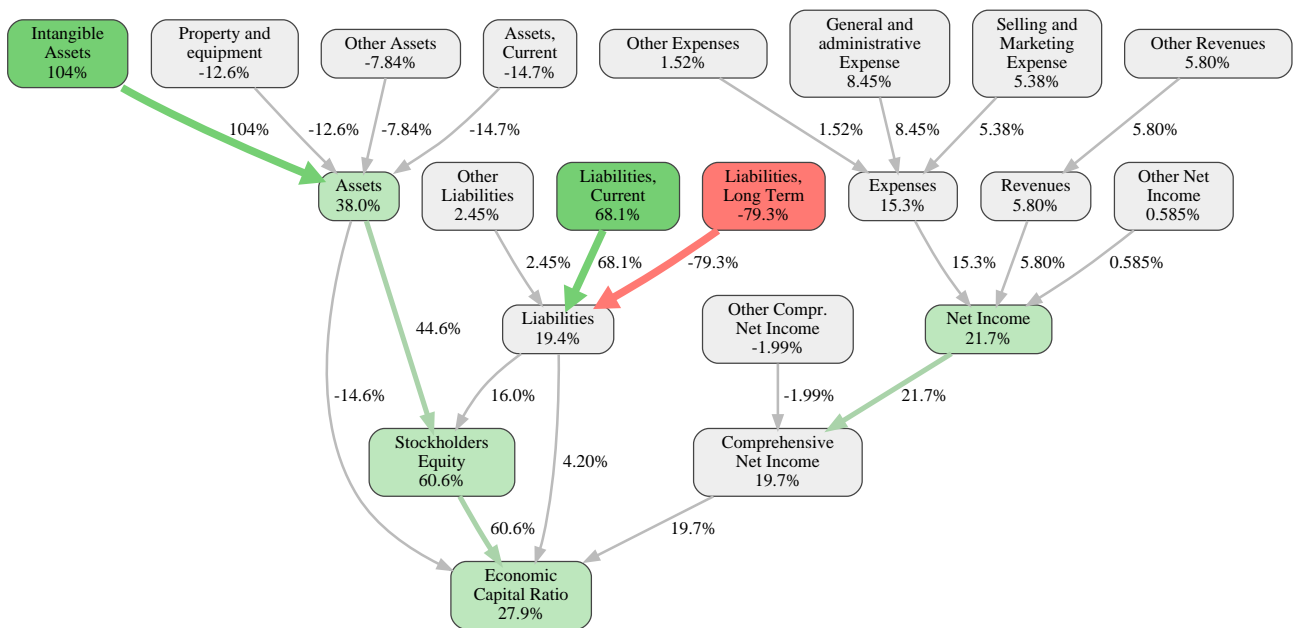 Intangible
Assets
104%
Property and
equipment
-12.6%
Other Assets
-7.84%
Assets,
Current
-14.7%
Other Expenses
1.52%
General and
administrative
Expense
8.45%
Selling and
Marketing
Expense
5.38%
Other Revenues
5.80%
104%
-12.6%
-7.84%
-14.7%
1.52%
8.45%
5.38%
5.80%
Assets
38.0%
Other
Liabilities
2.45%
Liabilities,
Current
68.1%
Liabilities,
Long Term
-79.3%
Expenses
15.3%
Revenues
5.80%
Other Net
Income
0.585%
2.45%
68.1%
-79.3%
15.3%
5.80%
0.585%
Liabilities
19.4%
Other Compr.
Net Income
-1.99%
Net Income
21.7%
44.6%
-14.6%
16.0%
-1.99%
21.7%
Stockholders
Equity
60.6%
4.20%
Comprehensive
Net Income
19.7%
60.6%
19.7%
Economic
Capital Ratio
27.9%